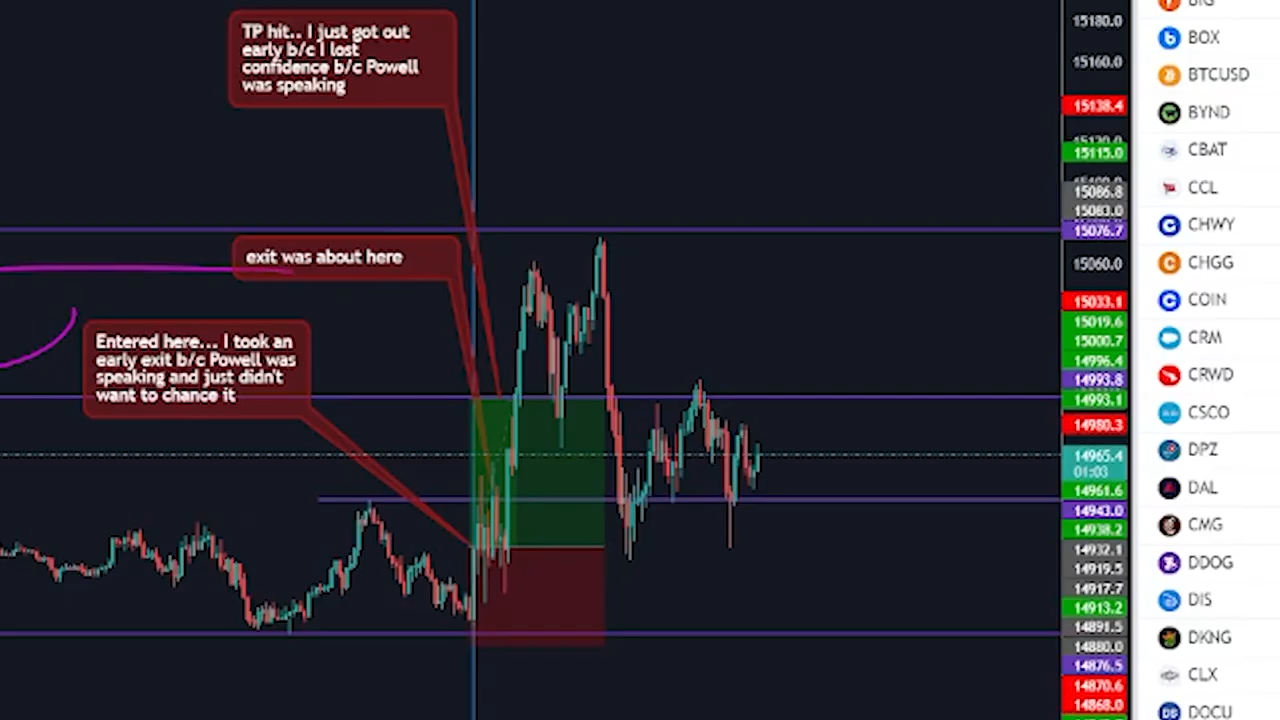 TP hit.. I just got out
early b/c I lost
confidence b/c Powell
was speaking
exit was about here
Entered here... I took an
early exit b/c Powell was
speaking and just didn't
want to chance it
15180.0
15160.0
15138.4
15120.0
15115.0
15086.8
15083.0
15076.7
15060.0
15033.1
15019.6
15000.7
14996.4
14993.8
14993.1
14980.3
14965.4
01:03
14961.6
14943.0
14938.2
14932.1
14919.5
14917.7
14913.2
14891.5
14880.0
14876.5
14870.6
14868.0
BIG
BOX
BTCUSD
BYND
CBAT
CCL
CHWY
CHGG
COIN
CRM
CRWD
CSCO
DPZ
DAL
CMG
DDOG
DIS
DKNG
CLX
DOCU